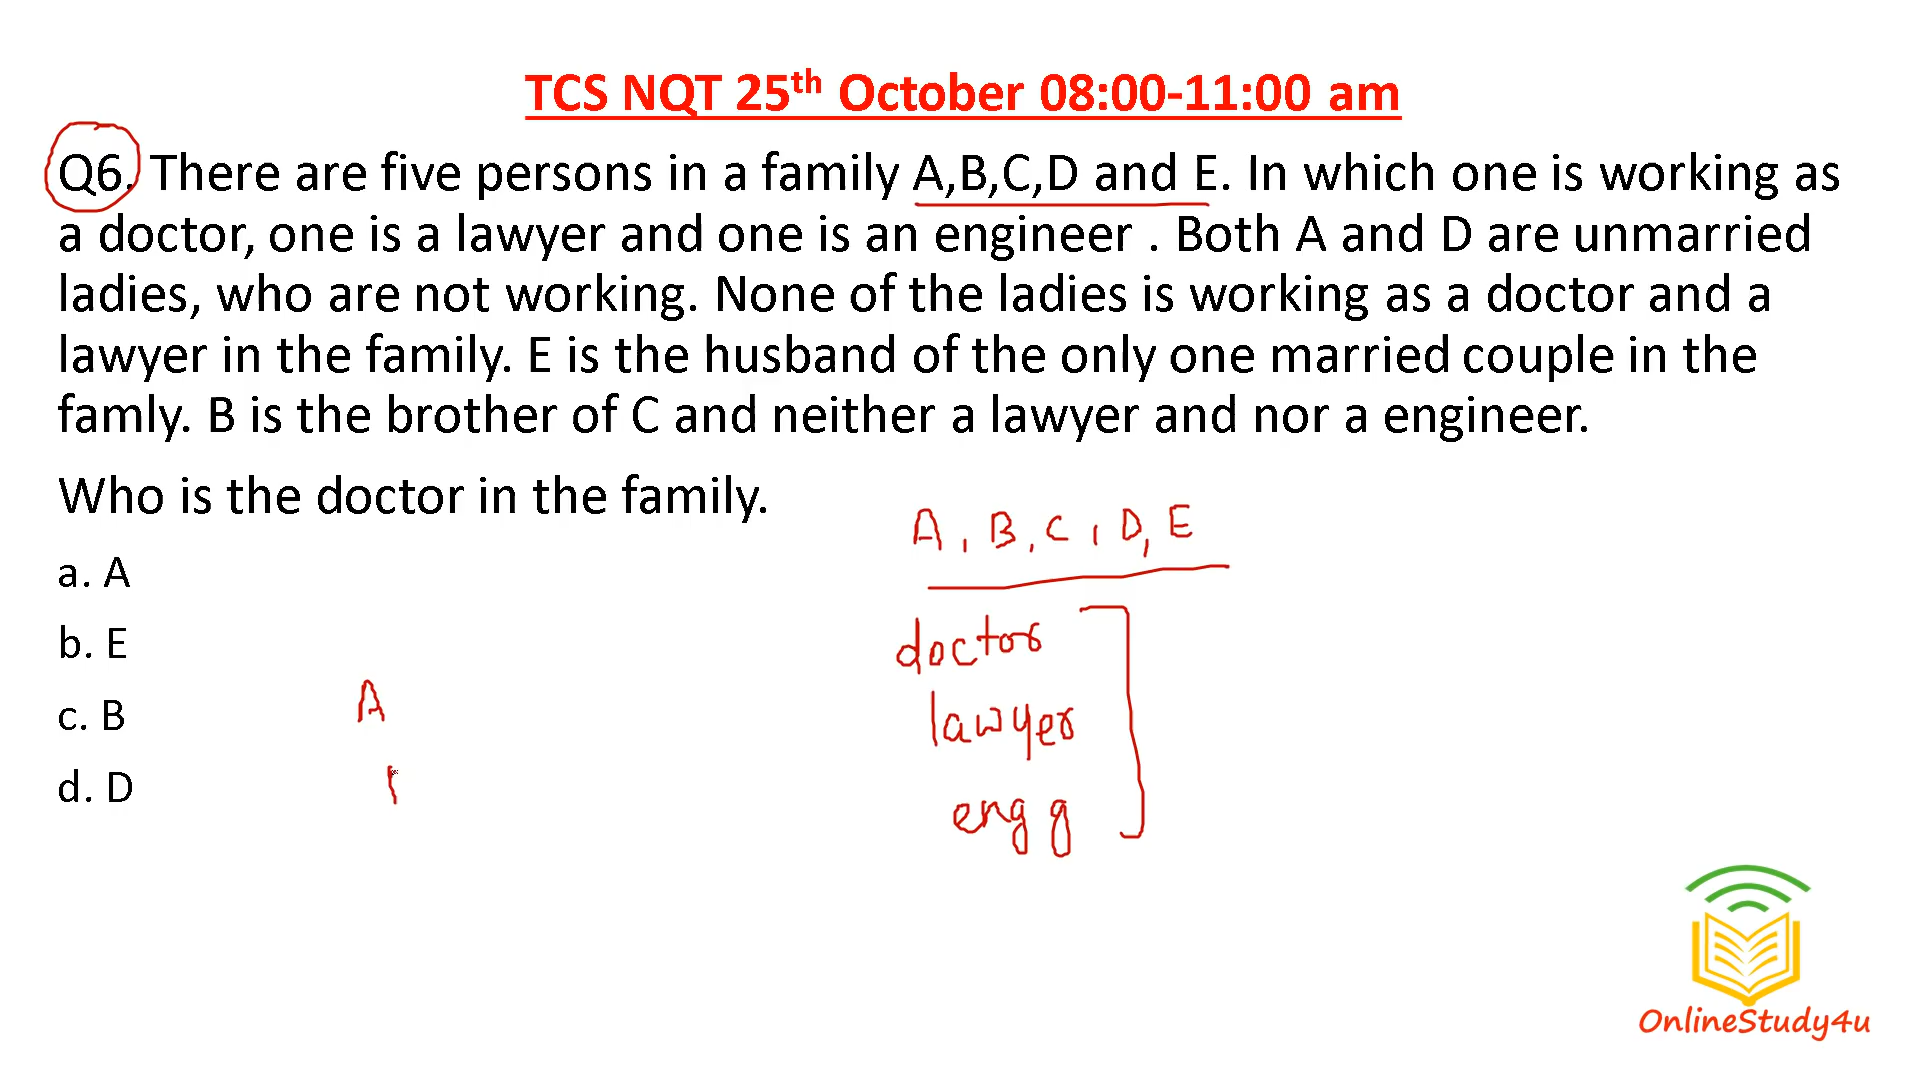 TCS NQT 25th October 08:00-11:00 am
Q6. There are five persons in a family A,B,C,D and E. In which one is working as
a doctor, one is a lawyer and one is an engineer . Both A and D are unmarried
ladies, who are not working. None of the ladies is working as a doctor and a
lawyer in the family. E is the husband of the only one married couple in the
famly. B is the brother of C and neither a lawyer and nor a engineer.
Who is the doctor in the family.
A, B, C, D, E
a. A
b. E
c. B
d. D
A
doctor
lawyer
engg
OnlineStudy4u